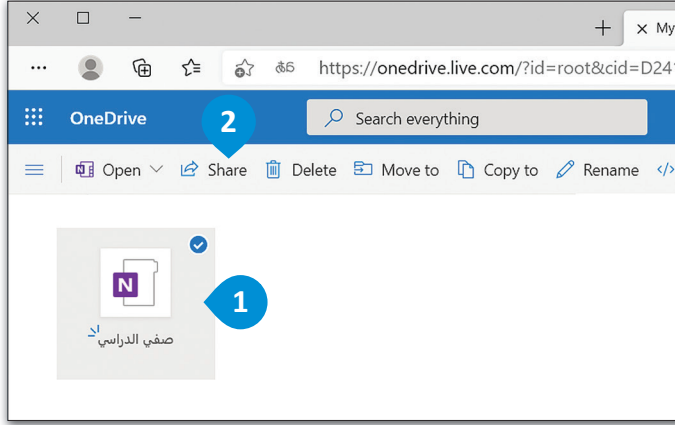 My
https://onedrive.live.com/?id=root&cid=D24
OneDrive
2
Search everything
Open
Share
Delete
Move to
Copy to
Rename
N
1
صفي الدراسي